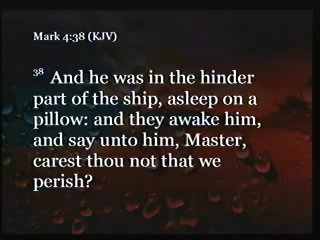 Mark 4:38 (KJV)
38 And he was in the hinder
part of the ship, asleep on a
pillow: and they awake him,
and say unto him, Master,
carest thou not that we
perish?